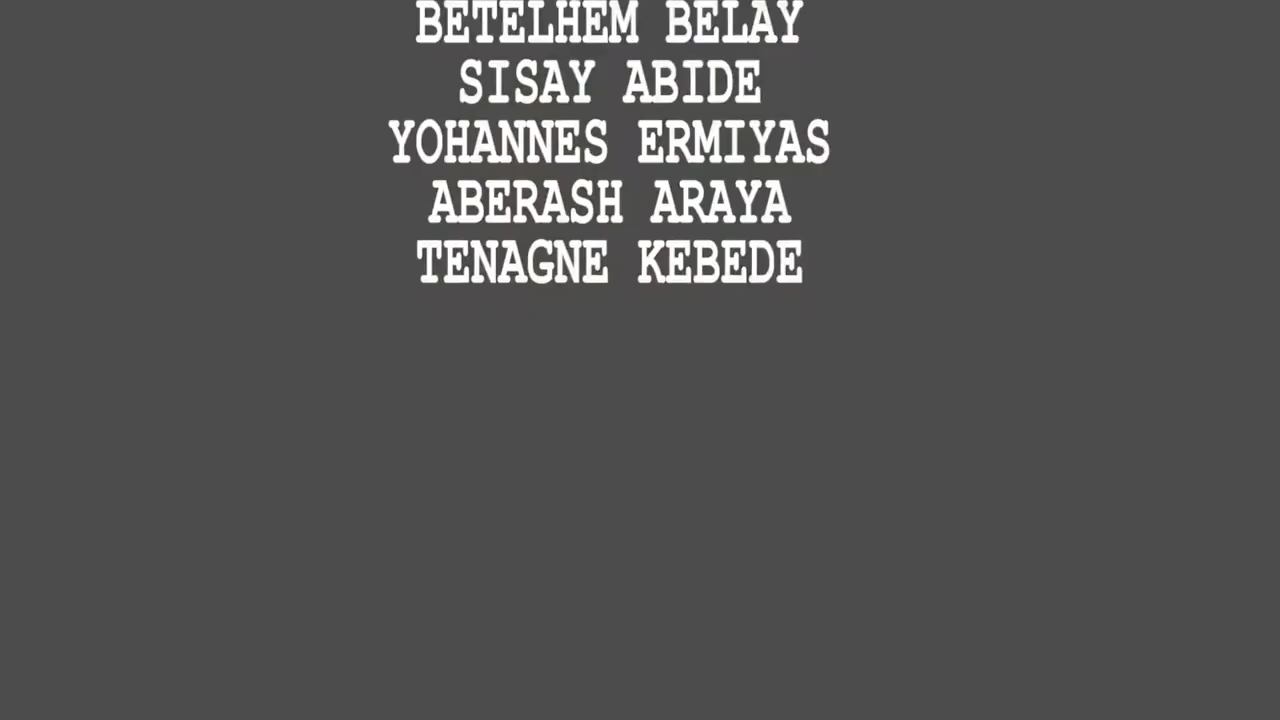 BETELHEM BELAY
SISAY ABIDE
YOHANNES ERMIYAS
ABERASH ARAYA
TENAGNE KEBEDE